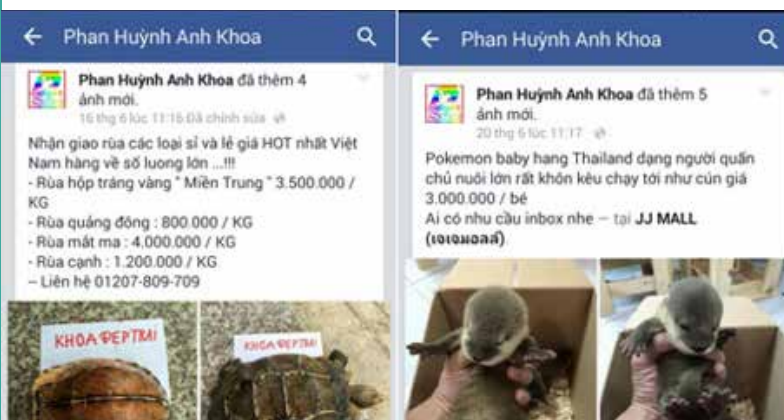 Phan Huỳnh Anh Khoa
Phan Huỳnh Anh Khoa đã thêm 4
ảnh mới.
16 thg 6 lúc 11:16 Đã chỉnh sửa
Nhận giao rùa các loại sỉ và lẻ giá HOT nhất Việt
Nam hàng về số luong lớn ...!!!
- Rùa hộp tráng vàng " Miền Trung " 3.500.000 /
KG
- Rùa quảng đông : 800.000 / KG
- Rùa mât ma : 4.000.000 / KG
- Rùa cạnh : 1.200.000 / KG
-- Liên hệ 01207-809-709
KHOA ĐẸPTRAI
KHOA ĐẸPTRAI
Phan Huỳnh Anh Khoa
Phan Huỳnh Anh Khoa đã thêm 5
ảnh mới.
20 thg 6 lúc 11:17
Pokemon baby hang Thailand dạng người quấn
chủ nuôi lớn rất khôn kêu chạy tới như cún giá
3.000.000 / bé
Ai có nhu cầu inbox nhe — tại JJ MALL
(เจเจมอลล์)